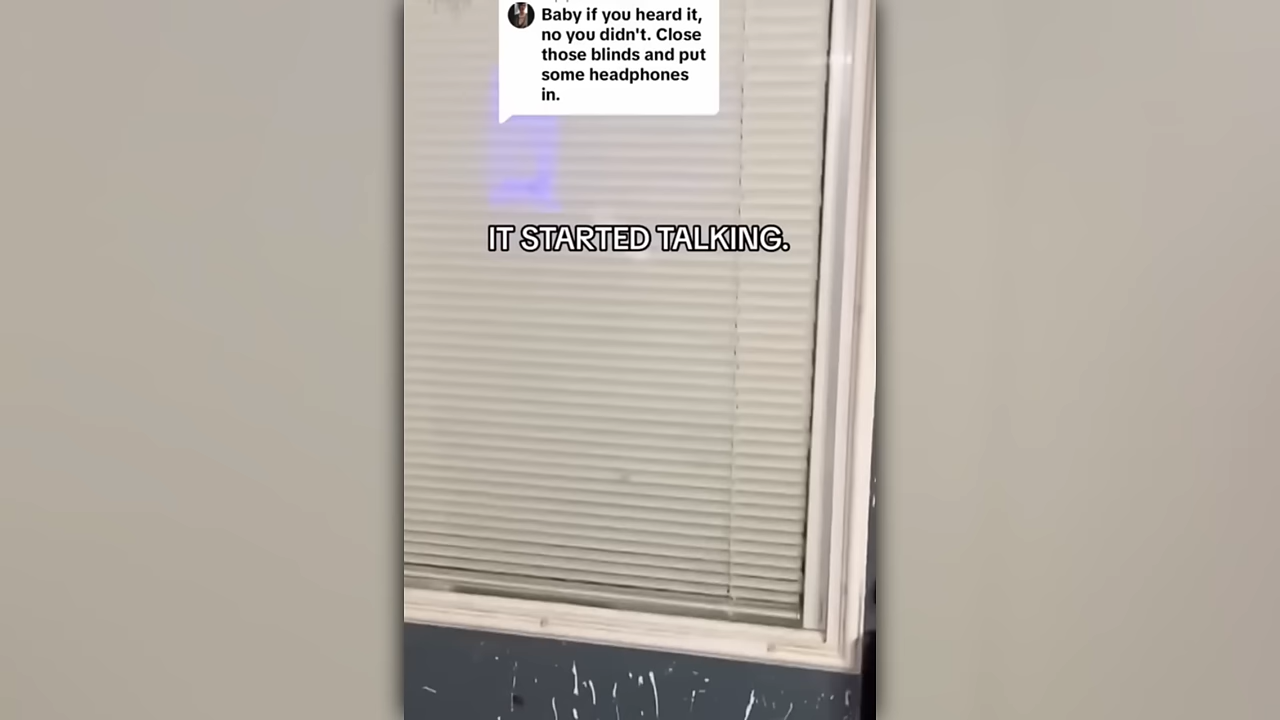 Baby if you heard it,
no you didn't. Close
those blinds and put
some headphones
in.
IT STARTED TALKING.